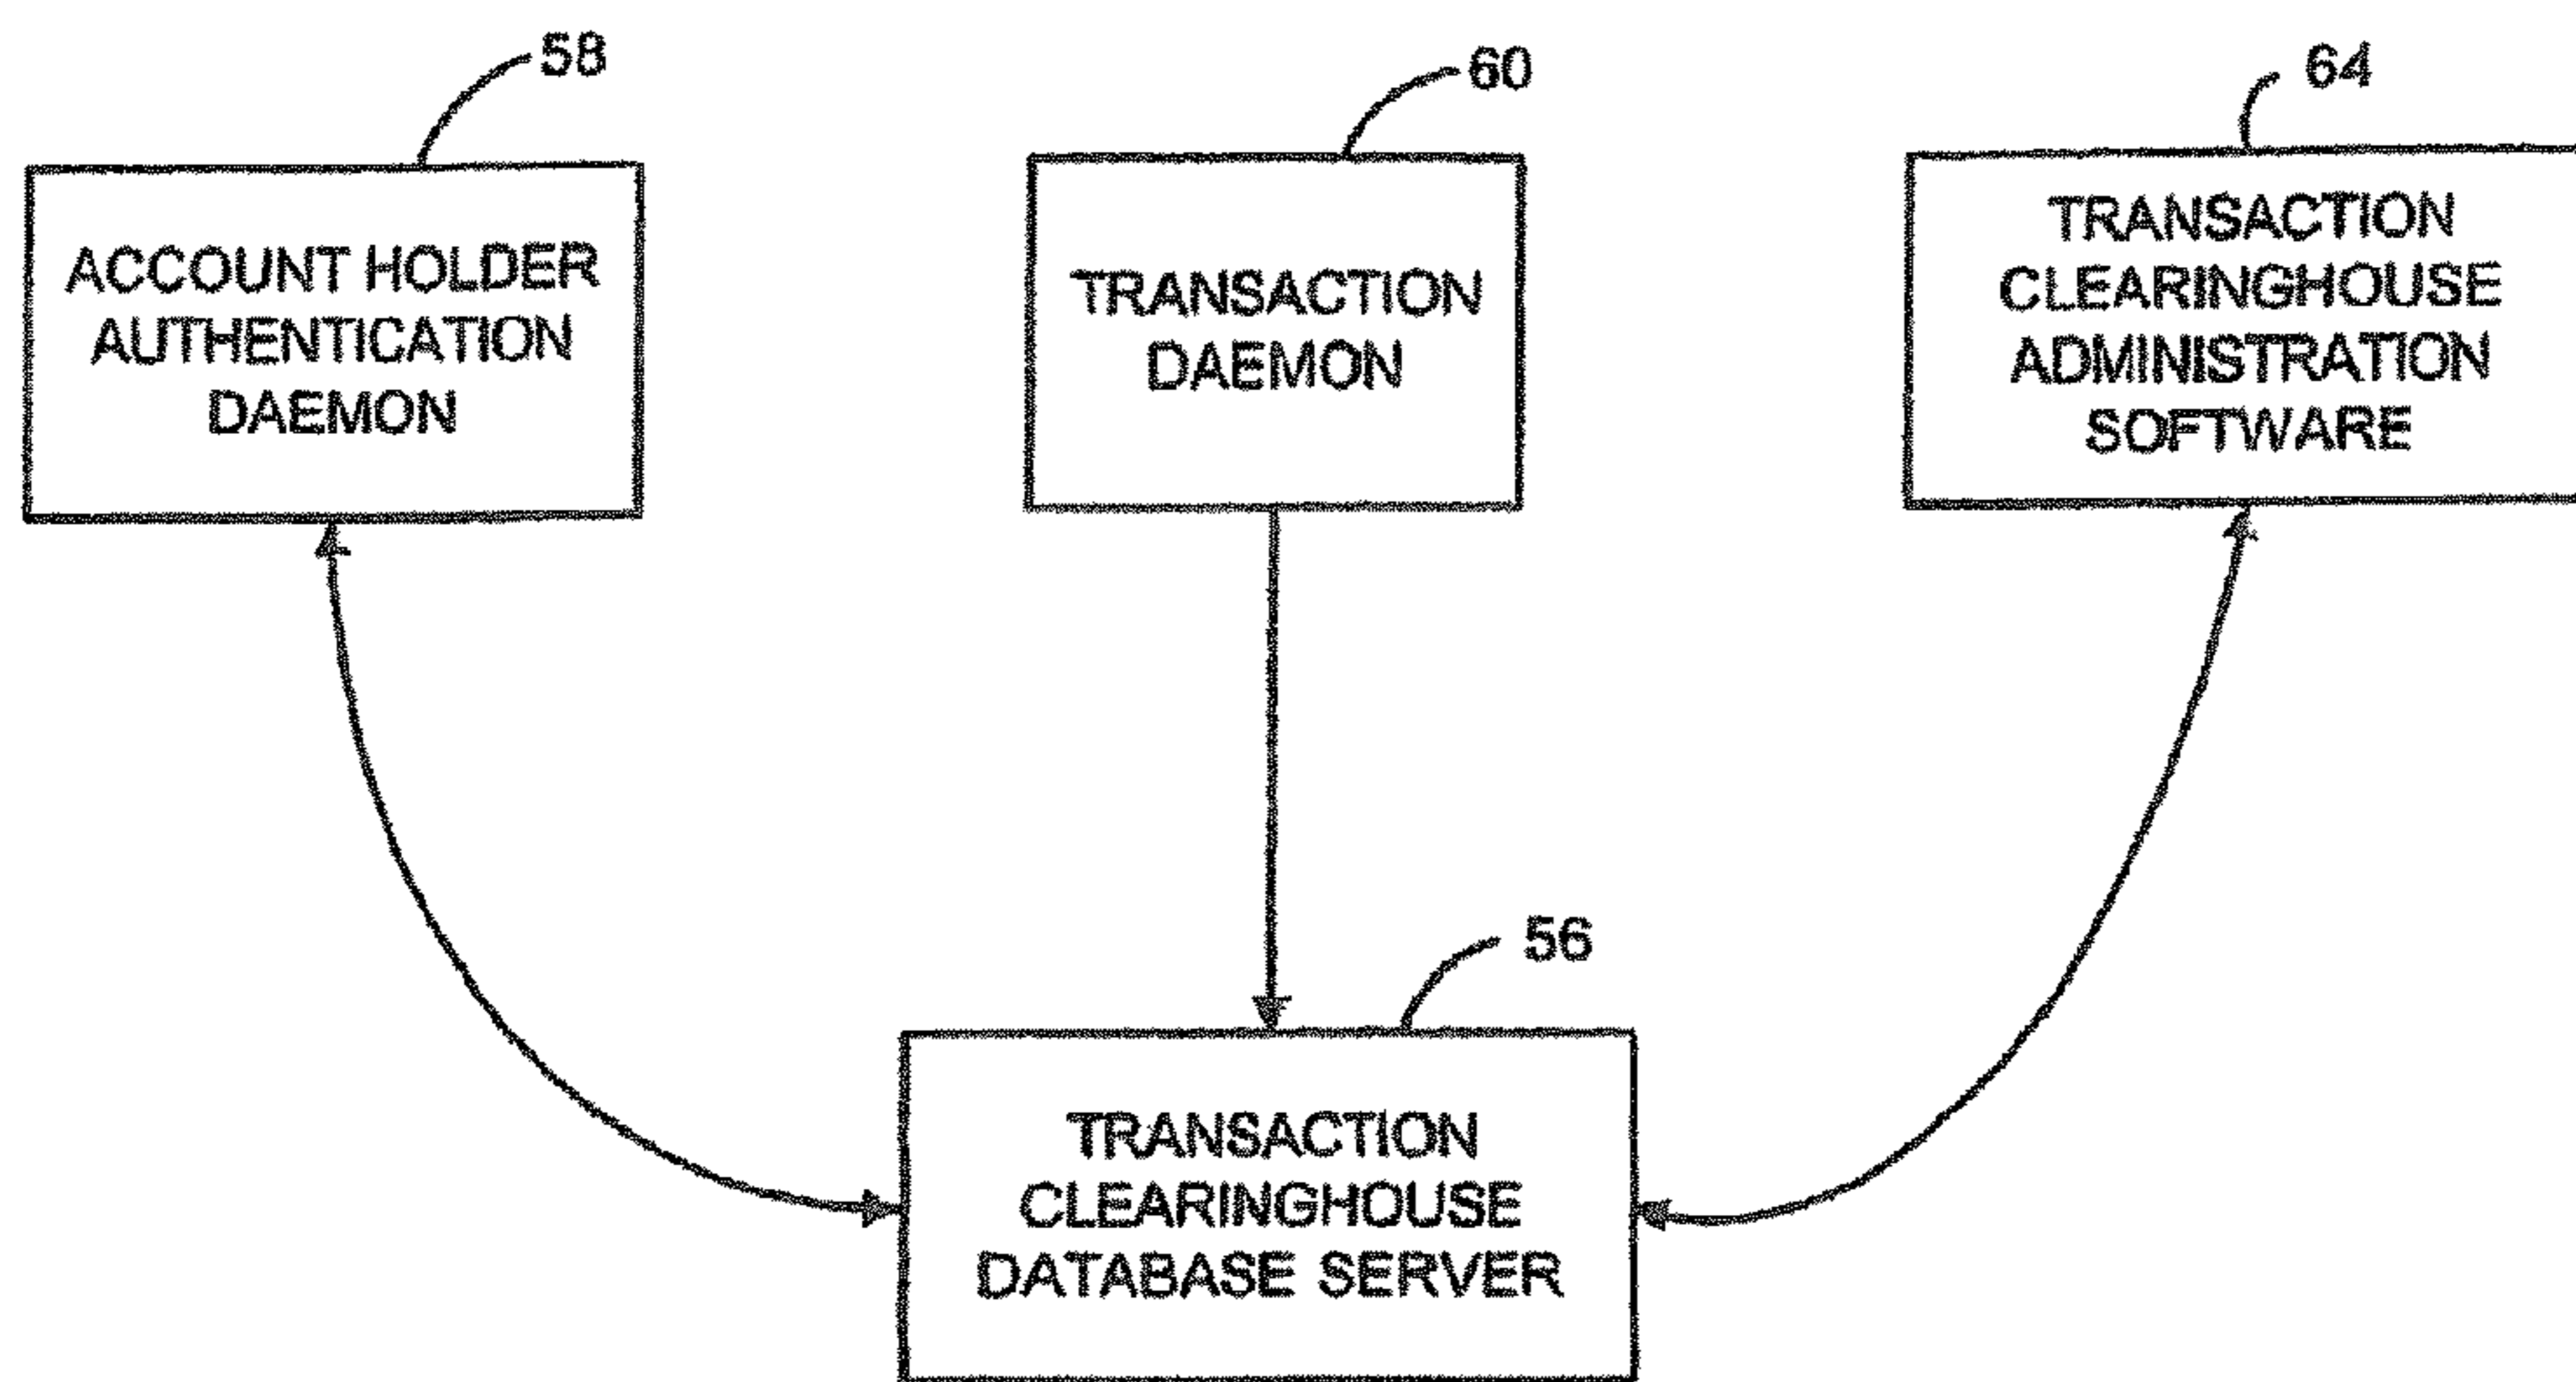 58
ACCOUNT HOLDER
AUTHENTICATION
DAEMON
60
TRANSACTION
DAEMON
64
TRANSACTION
CLEARINGHOUSE
ADMINISTRATION
SOFTWARE
56
TRANSACTION
CLEARINGHOUSE
DATABASE SERVER